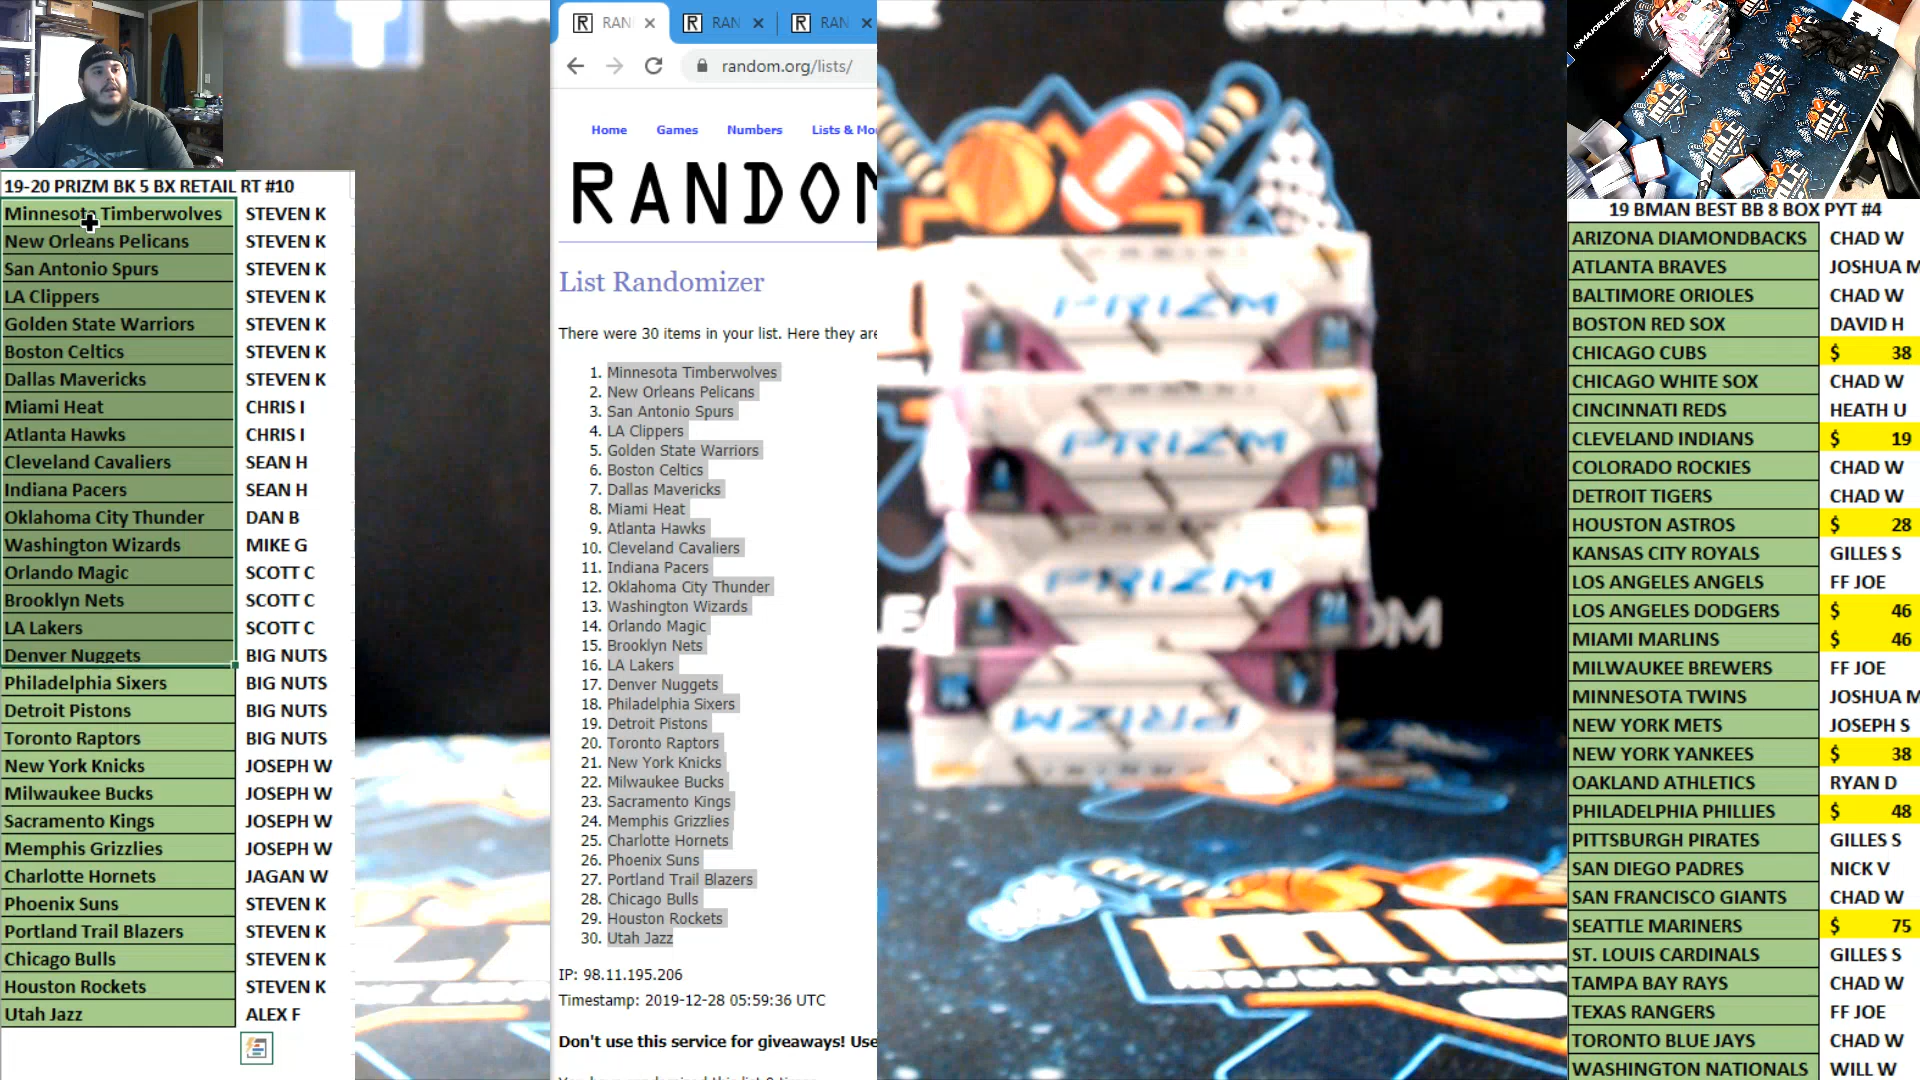 19-20 PRIZM BK 5 BX RETAIL RT #10
Minnesota Timberwolves STEVEN K
New Orleans Pelicans STEVEN K
San Antonio Spurs STEVEN K
LA Clippers STEVEN K
Golden State Warriors STEVEN K
Boston Celtics STEVEN K
Dallas Mavericks STEVEN K
Miami Heat CHRIS I
Atlanta Hawks CHRIS I
Cleveland Cavaliers SEAN H
Indiana Pacers SEAN H
Oklahoma City Thunder DAN B
Washington Wizards MIKE G
Orlando Magic SCOTT C
Brooklyn Nets SCOTT C
LA Lakers SCOTT C
Denver Nuggets BIG NUTS
Philadelphia Sixers BIG NUTS
Detroit Pistons BIG NUTS
Toronto Raptors BIG NUTS
New York Knicks JOSEPH W
Milwaukee Bucks JOSEPH W
Sacramento Kings JOSEPH W
Memphis Grizzlies JOSEPH W
Charlotte Hornets JAGAN W
Phoenix Suns STEVEN K
Portland Trail Blazers STEVEN K
Chicago Bulls STEVEN K
Houston Rockets STEVEN K
Utah Jazz ALEX F
RAN RAN RAN
random.org/lists/
Home Games Numbers Lists & Mo
RANDOM
List Randomizer
There were 30 items in your list. Here they are
1. Minnesota Timberwolves
2. New Orleans Pelicans
3. San Antonio Spurs
4. LA Clippers
5. Golden State Warriors
6. Boston Celtics
7. Dallas Mavericks
8. Miami Heat
9. Atlanta Hawks
10. Cleveland Cavaliers
11. Indiana Pacers
12. Oklahoma City Thunder
13. Washington Wizards
14. Orlando Magic
15. Brooklyn Nets
16. LA Lakers
17. Denver Nuggets
18. Philadelphia Sixers
19. Detroit Pistons
20. Toronto Raptors
21. New York Knicks
22. Milwaukee Bucks
23. Sacramento Kings
24. Memphis Grizzlies
25. Charlotte Hornets
26. Phoenix Suns
27. Portland Trail Blazers
28. Chicago Bulls
29. Houston Rockets
30. Utah Jazz
IP: 98.11.195.206
Timestamp: 2019-12-28 05:59:36 UTC
Don't use this service for giveaways! Use
PRIZM
PRIZM
PRIZM
PRIZM
MLC
19 BMAN BEST BB 8 BOX PYT #4
ARIZONA DIAMONDBACKS CHAD W
ATLANTA BRAVES JOSHUA M
BALTIMORE ORIOLES CHAD W
BOSTON RED SOX DAVID H
CHICAGO CUBS $ 38
CHICAGO WHITE SOX CHAD W
CINCINNATI REDS HEATH U
CLEVELAND INDIANS $ 19
COLORADO ROCKIES CHAD W
DETROIT TIGERS CHAD W
HOUSTON ASTROS $ 28
KANSAS CITY ROYALS GILLES S
LOS ANGELES ANGELS FF JOE
LOS ANGELES DODGERS $ 46
MIAMI MARLINS $ 46
MILWAUKEE BREWERS FF JOE
MINNESOTA TWINS JOSHUA M
NEW YORK METS JOSEPH S
NEW YORK YANKEES $ 38
OAKLAND ATHLETICS RYAN D
PHILADELPHIA PHILLIES $ 48
PITTSBURGH PIRATES GILLES S
SAN DIEGO PADRES NICK V
SAN FRANCISCO GIANTS CHAD W
SEATTLE MARINERS $ 75
ST. LOUIS CARDINALS GILLES S
TAMPA BAY RAYS CHAD W
TEXAS RANGERS FF JOE
TORONTO BLUE JAYS CHAD W
WASHINGTON NATIONALS WILL W